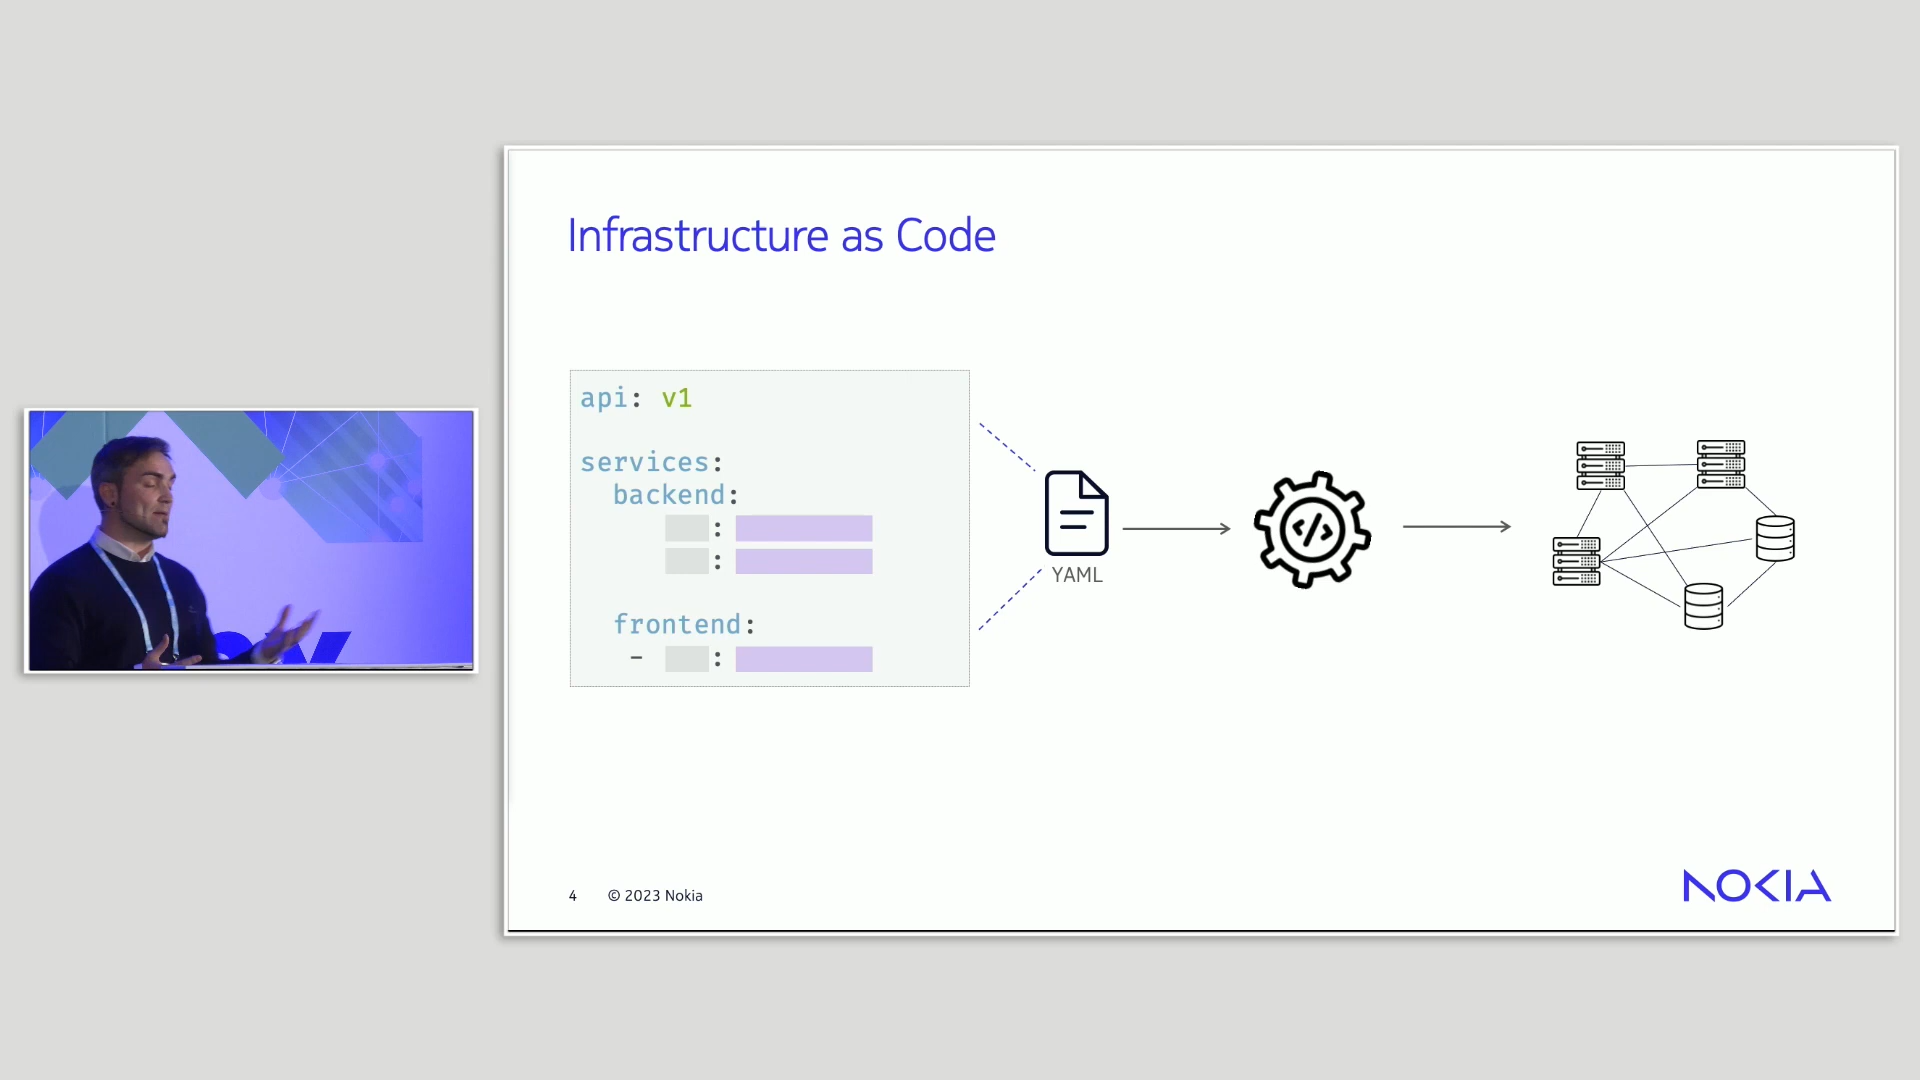 Infrastructure as Code
api: v1
services:
backend:
:
:
frontend:
- :
YAML
4 © 2023 Nokia
NOKIA